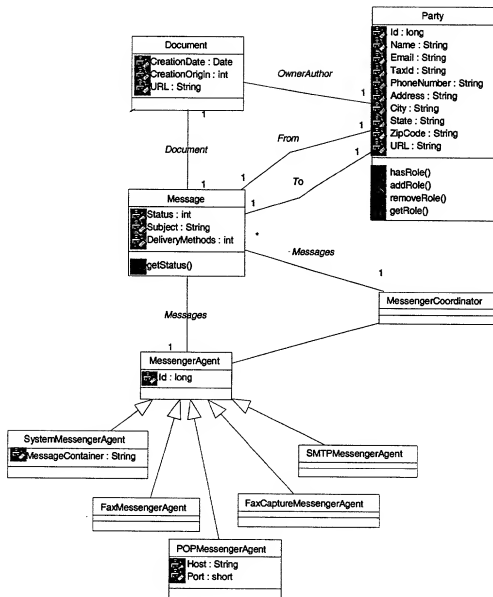 Party
Id : long
Name : String
Email : String
TaxId : String
PhoneNumber : String
Address : String
City : String
State : String
ZipCode : String
URL : String
hasRole()
addRole()
removeRole()
getRole()
Document
CreationDate : Date
CreationOrigin : int
URL : String
OwnerAuthor
1
1
Document
From
1
1
To
1
1
1
Message
Status : int
Subject : String
DeliveryMethods : int
getStatus()
*
Messages
1
MessengerCoordinator
Messages
1
MessengerAgent
Id : long
SystemMessengerAgent
MessageContainer : String
SMTPMessengerAgent
FaxMessengerAgent
FaxCaptureMessengerAgent
POPMessengerAgent
Host : String
Port : short